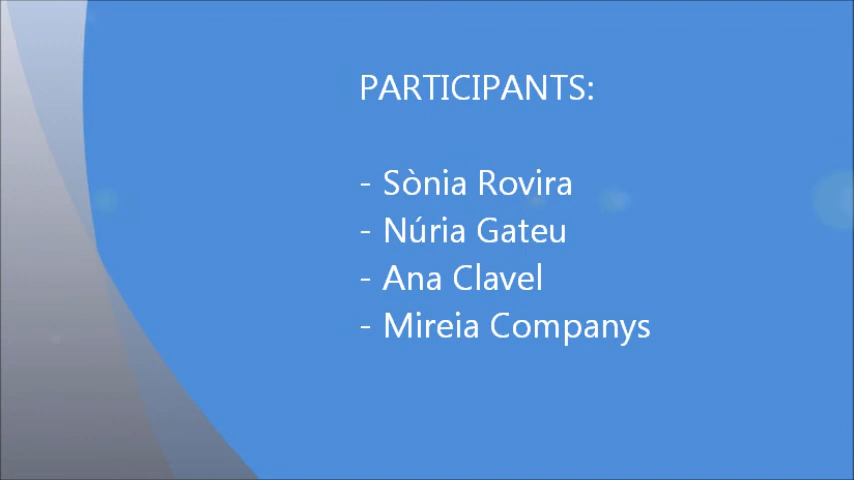 PARTICIPANTS:
- Sònia Rovira
- Núria Gateu
- Ana Clavel
- Mireia Companys